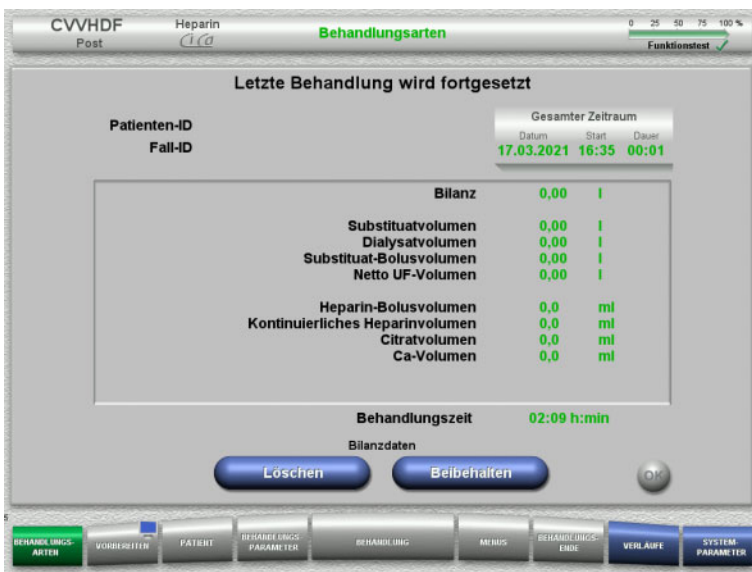 CVVHDF
Post
Heparin
Ci Ca
Behandlungsarten
0 25 50 75 100 %
Funktionstest
Letzte Behandlung wird fortgesetzt
Patienten-ID
Fall-ID
Gesamter Zeitraum
Datum Start Dauer
17.03.2021 16:35 00:01
Bilanz 0,00 l
Substituatvolumen 0,00 l
Dialysatvolumen 0,00 l
Substituat-Bolusvolumen 0,00 l
Netto UF-Volumen 0,00 l
Heparin-Bolusvolumen 0,0 ml
Kontinuierliches Heparinvolumen 0,0 ml
Citratvolumen 0,0 ml
Ca-Volumen 0,0 ml
Behandlungszeit 02:09 h:min
Bilanzdaten
Löschen Beibehalten OK
5
BEHANDLUNGS-
ARTEN
VORBEREITEN
PATIENT
BEHANDLUNGS-
PARAMETER
BEHANDLUNG
MENÜS
BEHANDLUNGS-
ENDE
VERLÄUFE
SYSTEM-
PARAMETER